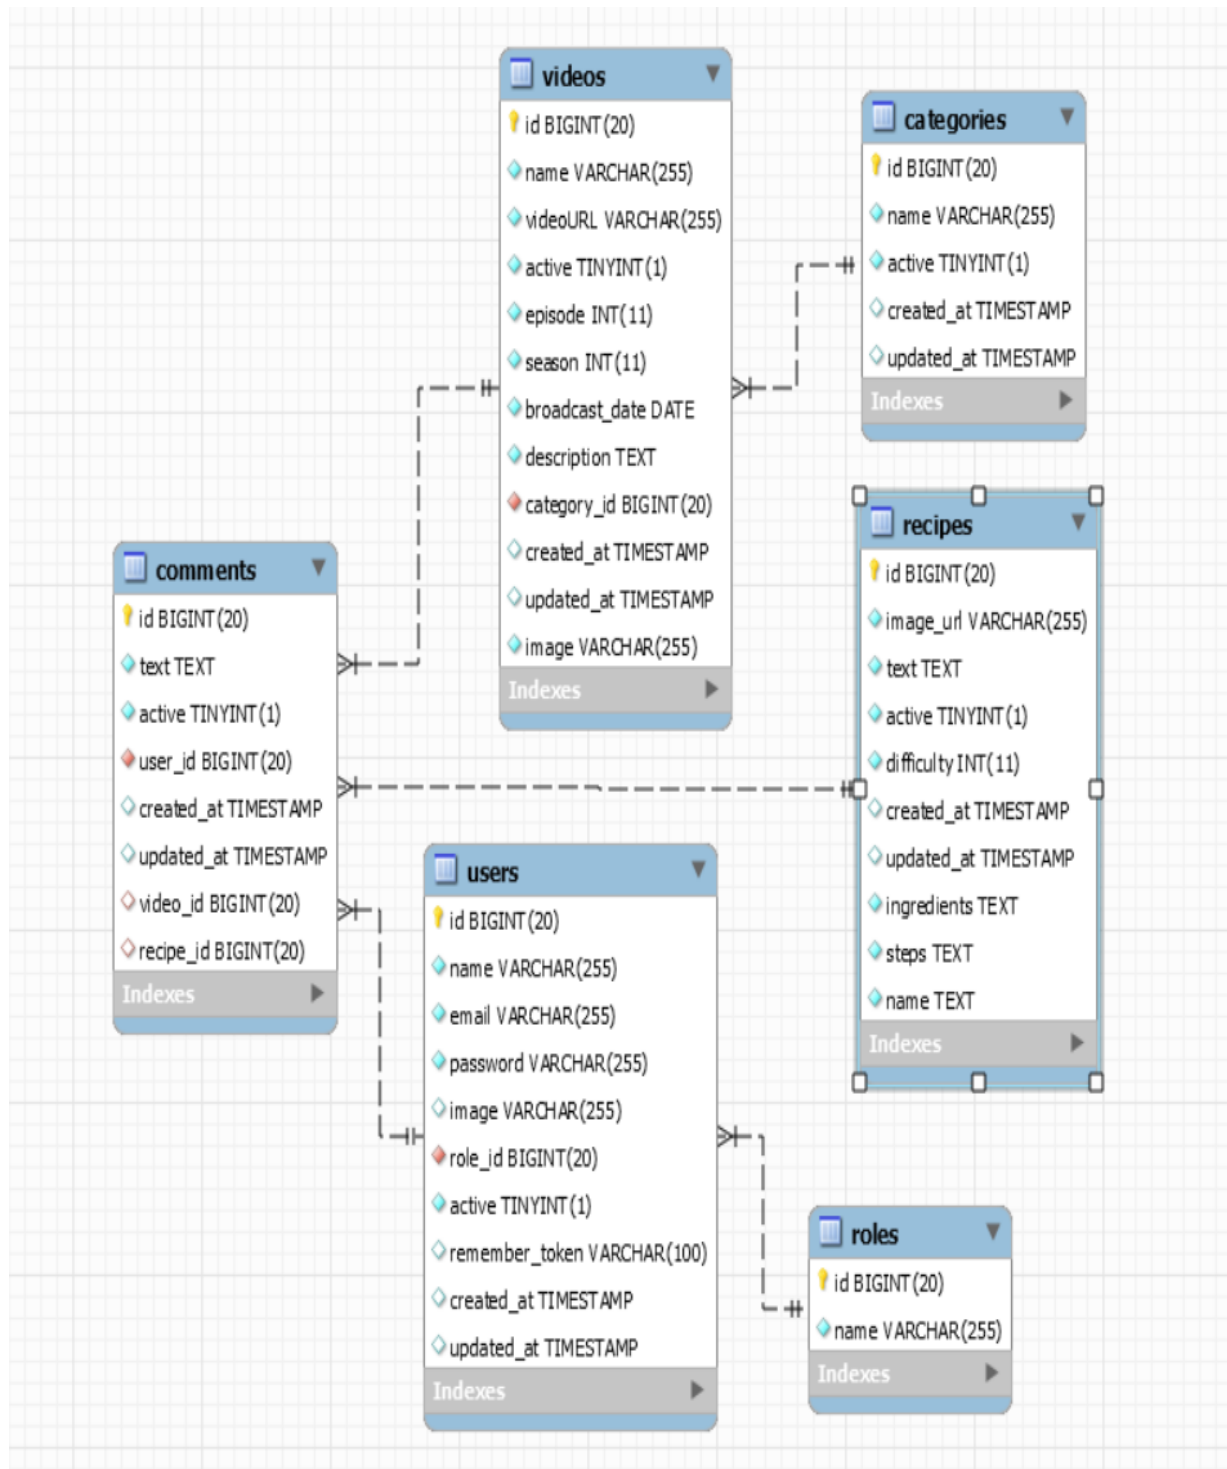 videos
id BIGINT(20)
name VARCHAR(255)
videoURL VARCHAR(255)
active TINYINT(1)
episode INT(11)
season INT(11)
broadcast_date DATE
description TEXT
category_id BIGINT(20)
created_at TIMESTAMP
updated_at TIMESTAMP
image VARCHAR(255)
Indexes
categories
id BIGINT(20)
name VARCHAR(255)
active TINYINT(1)
created_at TIMESTAMP
updated_at TIMESTAMP
Indexes
recipes
id BIGINT(20)
image_url VARCHAR(255)
text TEXT
active TINYINT(1)
difficulty INT(11)
created_at TIMESTAMP
updated_at TIMESTAMP
ingredients TEXT
steps TEXT
name TEXT
Indexes
comments
id BIGINT(20)
text TEXT
active TINYINT(1)
user_id BIGINT(20)
created_at TIMESTAMP
updated_at TIMESTAMP
video_id BIGINT(20)
recipe_id BIGINT(20)
Indexes
users
id BIGINT(20)
name VARCHAR(255)
email VARCHAR(255)
password VARCHAR(255)
image VARCHAR(255)
role_id BIGINT(20)
active TINYINT(1)
remember_token VARCHAR(100)
created_at TIMESTAMP
updated_at TIMESTAMP
Indexes
roles
id BIGINT(20)
name VARCHAR(255)
Indexes